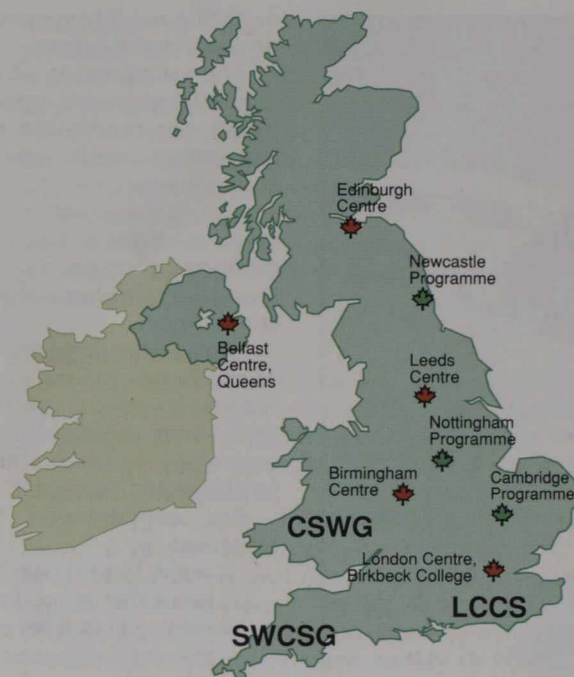 Edinburgh
Centre
Newcastle
Programme
Belfast
Centre,
Queens
Leeds
Centre
Nottingham
Programme
Birmingham
Centre
Cambridge
Programme
CSWG
London Centre,
Birkbeck College
LCCS
SWCSG